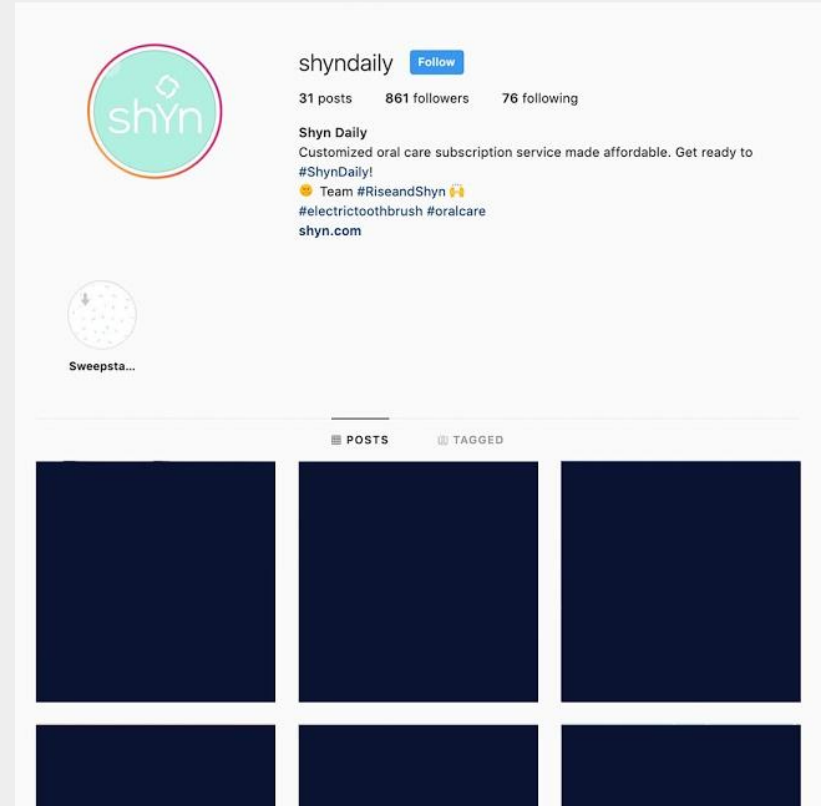 shYn
shyndaily Follow
31 posts 861 followers 76 following
Shyn Daily
Customized oral care subscription service made affordable. Get ready to
#ShynDaily!
Team #RiseandShyn
#electrictoothbrush #oralcare
shyn.com
Sweepsta...
POSTS TAGGED